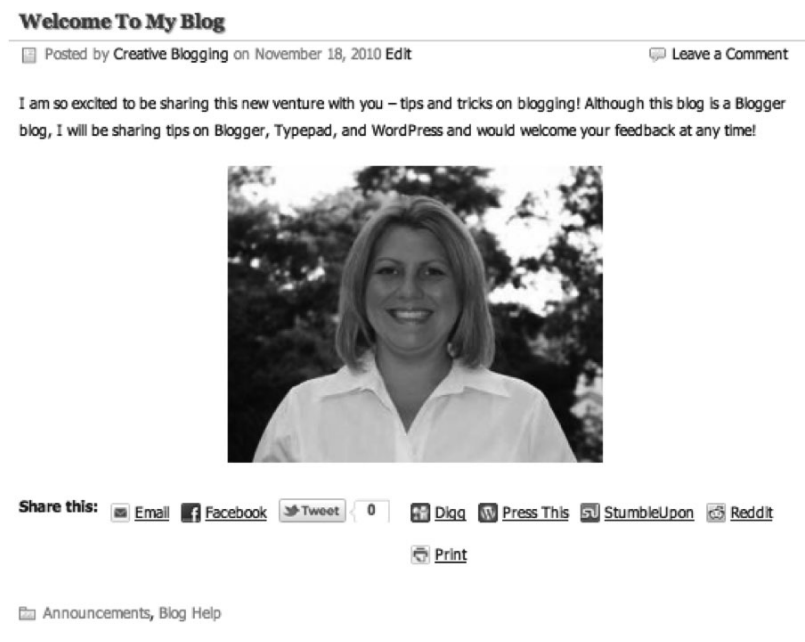 Welcome To My Blog
Posted by Creative Blogging on November 18, 2010 Edit Leave a Comment
I am so excited to be sharing this new venture with you – tips and tricks on blogging! Although this blog is a Blogger
blog, I will be sharing tips on Blogger, Typepad, and WordPress and would welcome your feedback at any time!
Share this: Email Facebook Tweet 0 Digg Press This StumbleUpon Reddit
Print
Announcements, Blog Help